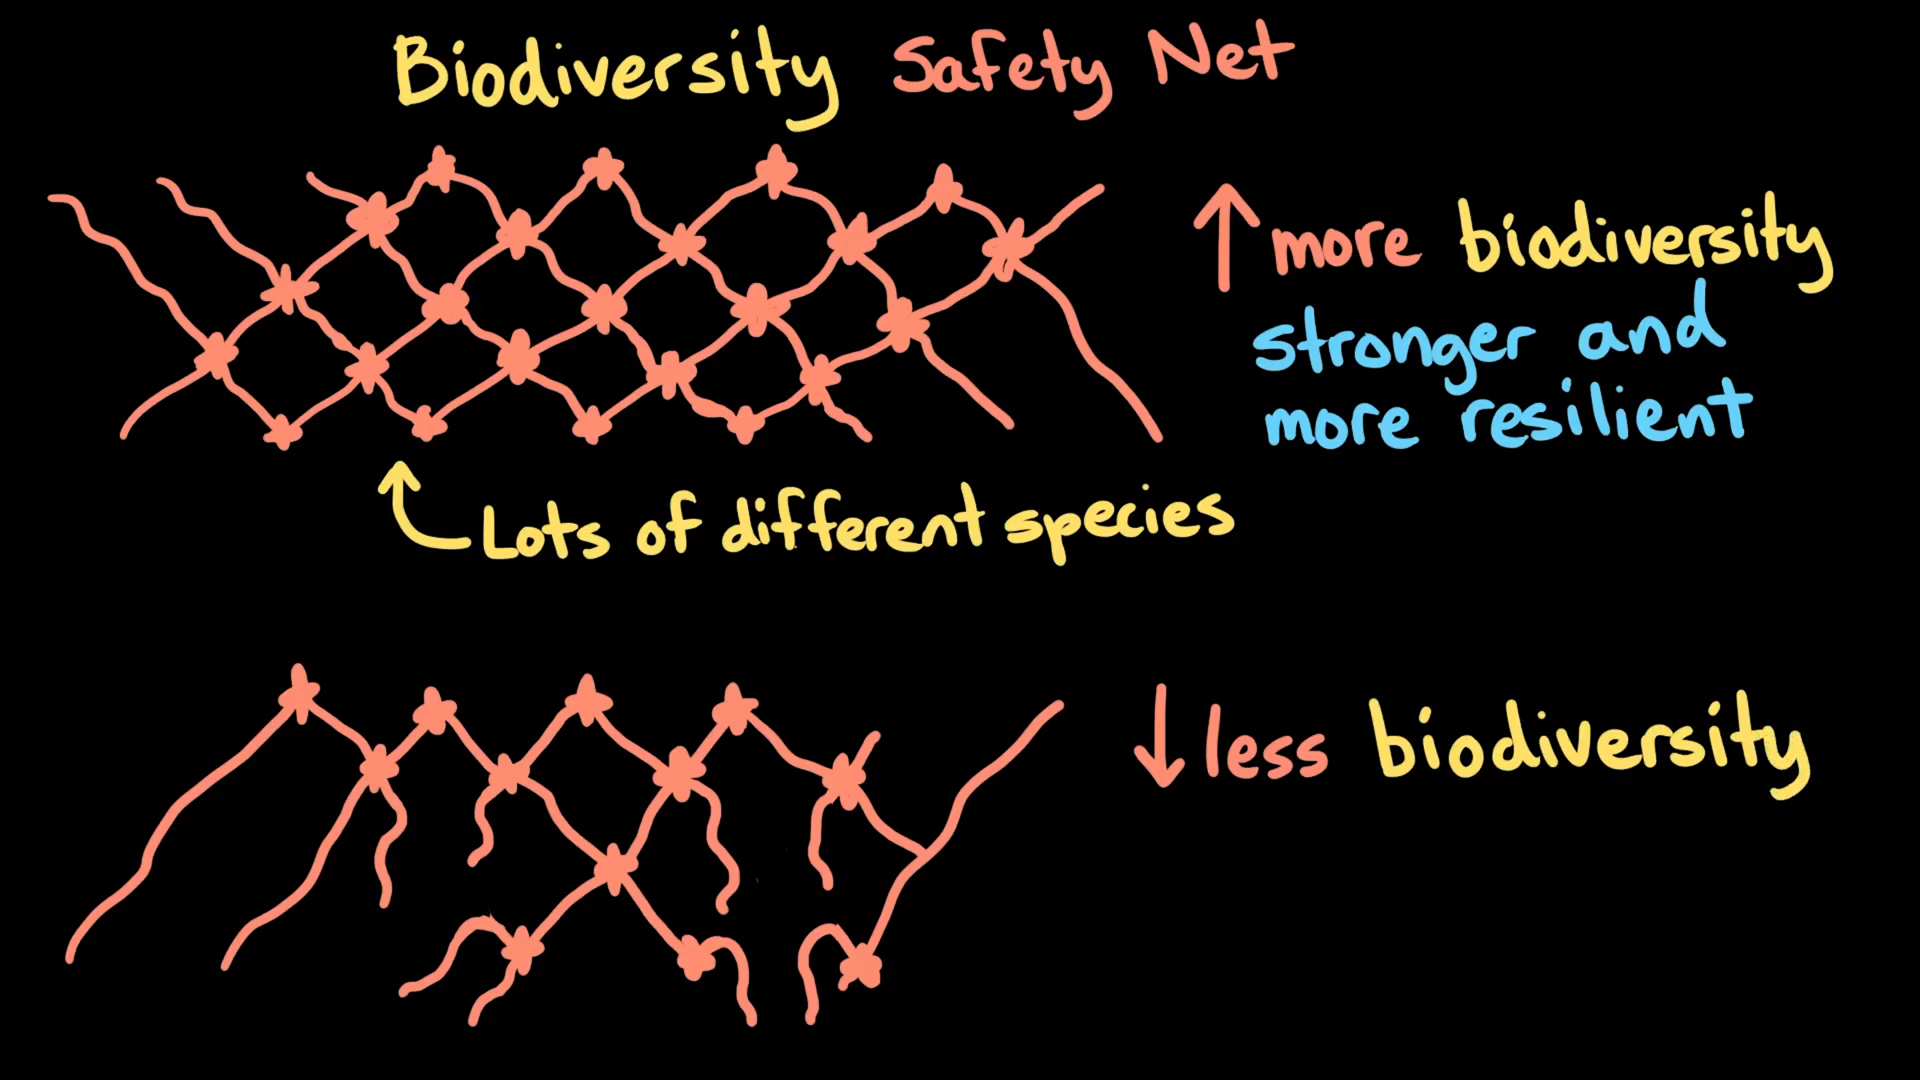 Biodiversity Safety Net
more biodiversity
stronger and
more resilient
Lots of different species
less biodiversity